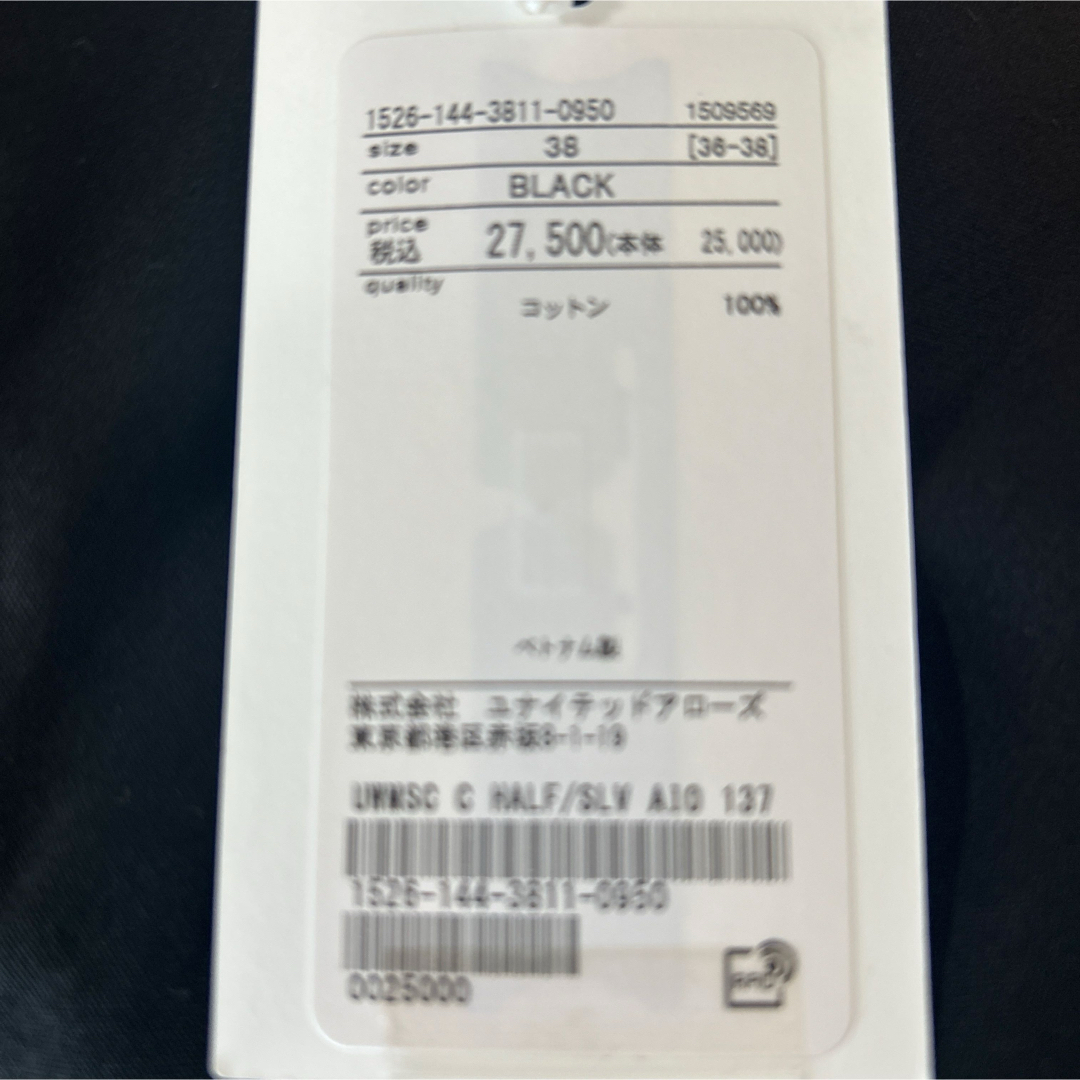 1526-144-3811-0950 1509569
size 38 [36-38]
color BLACK
price
税込 27,500(本体 25,000)
quality
コットン 100%
ベトナム製
株式会社 ユナイテッドアローズ
東京都港区赤坂8-1-19
UWMSC C HALF/SLV AIO 137
1526-144-3811-0950
0025000
RFID